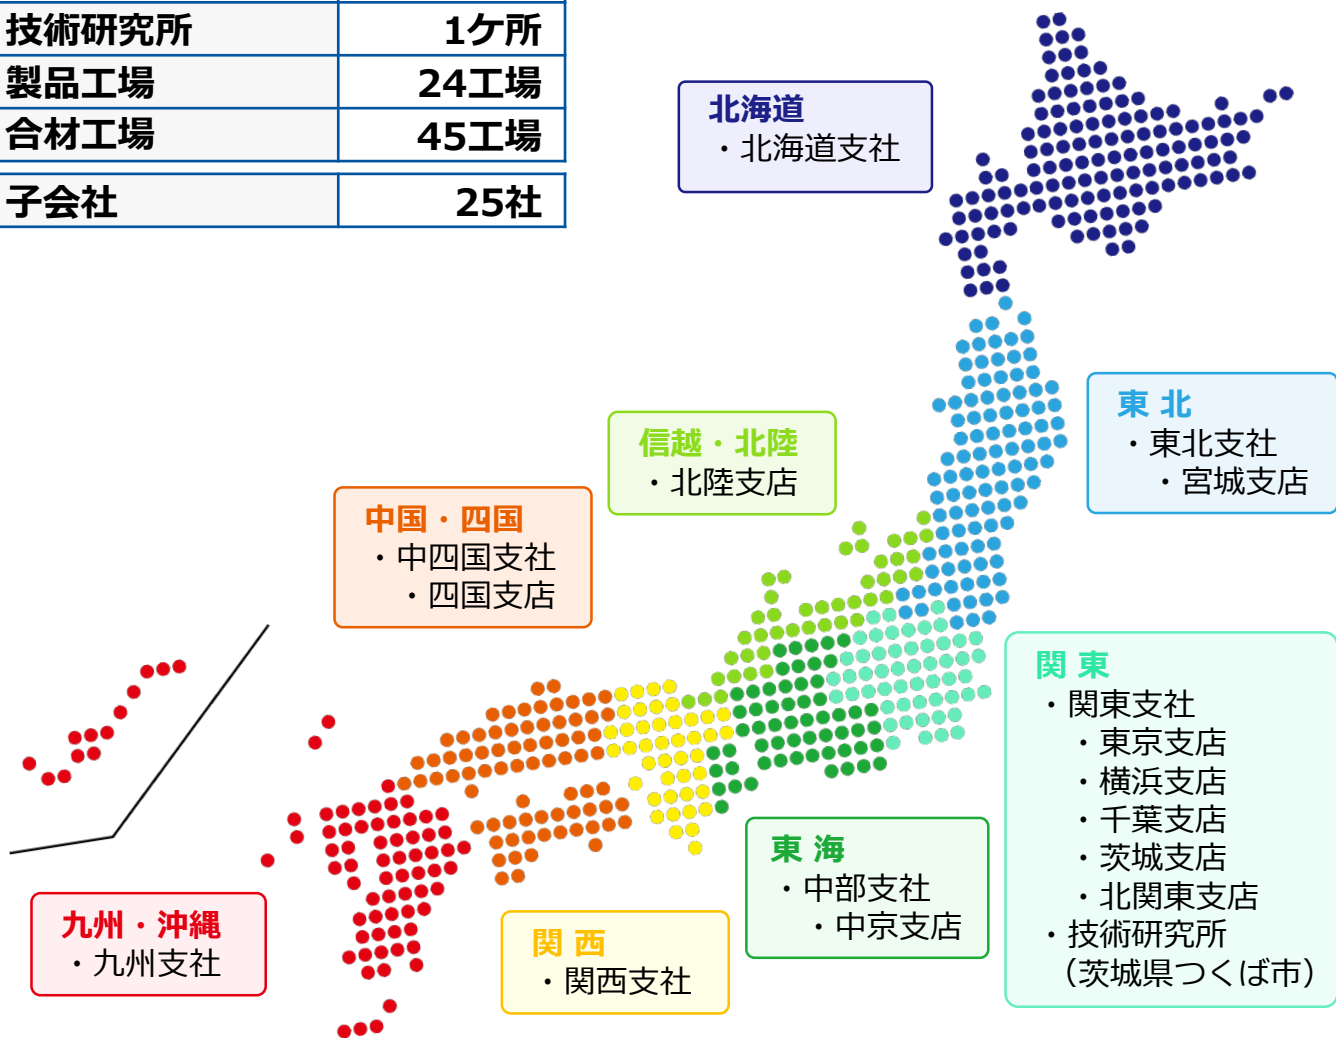 技術研究所 1ケ所
製品工場 24工場
合材工場 45工場
子会社 25社
北海道
・北海道支社
東 北
・東北支社
・宮城支店
信越・北陸
・北陸支店
中国・四国
・中四国支社
・四国支店
関 東
・関東支社
・東京支店
・横浜支店
・千葉支店
・茨城支店
・北関東支店
・技術研究所
（茨城県つくば市）
東 海
・中部支社
・中京支店
関 西
・関西支社
九州・沖縄
・九州支社